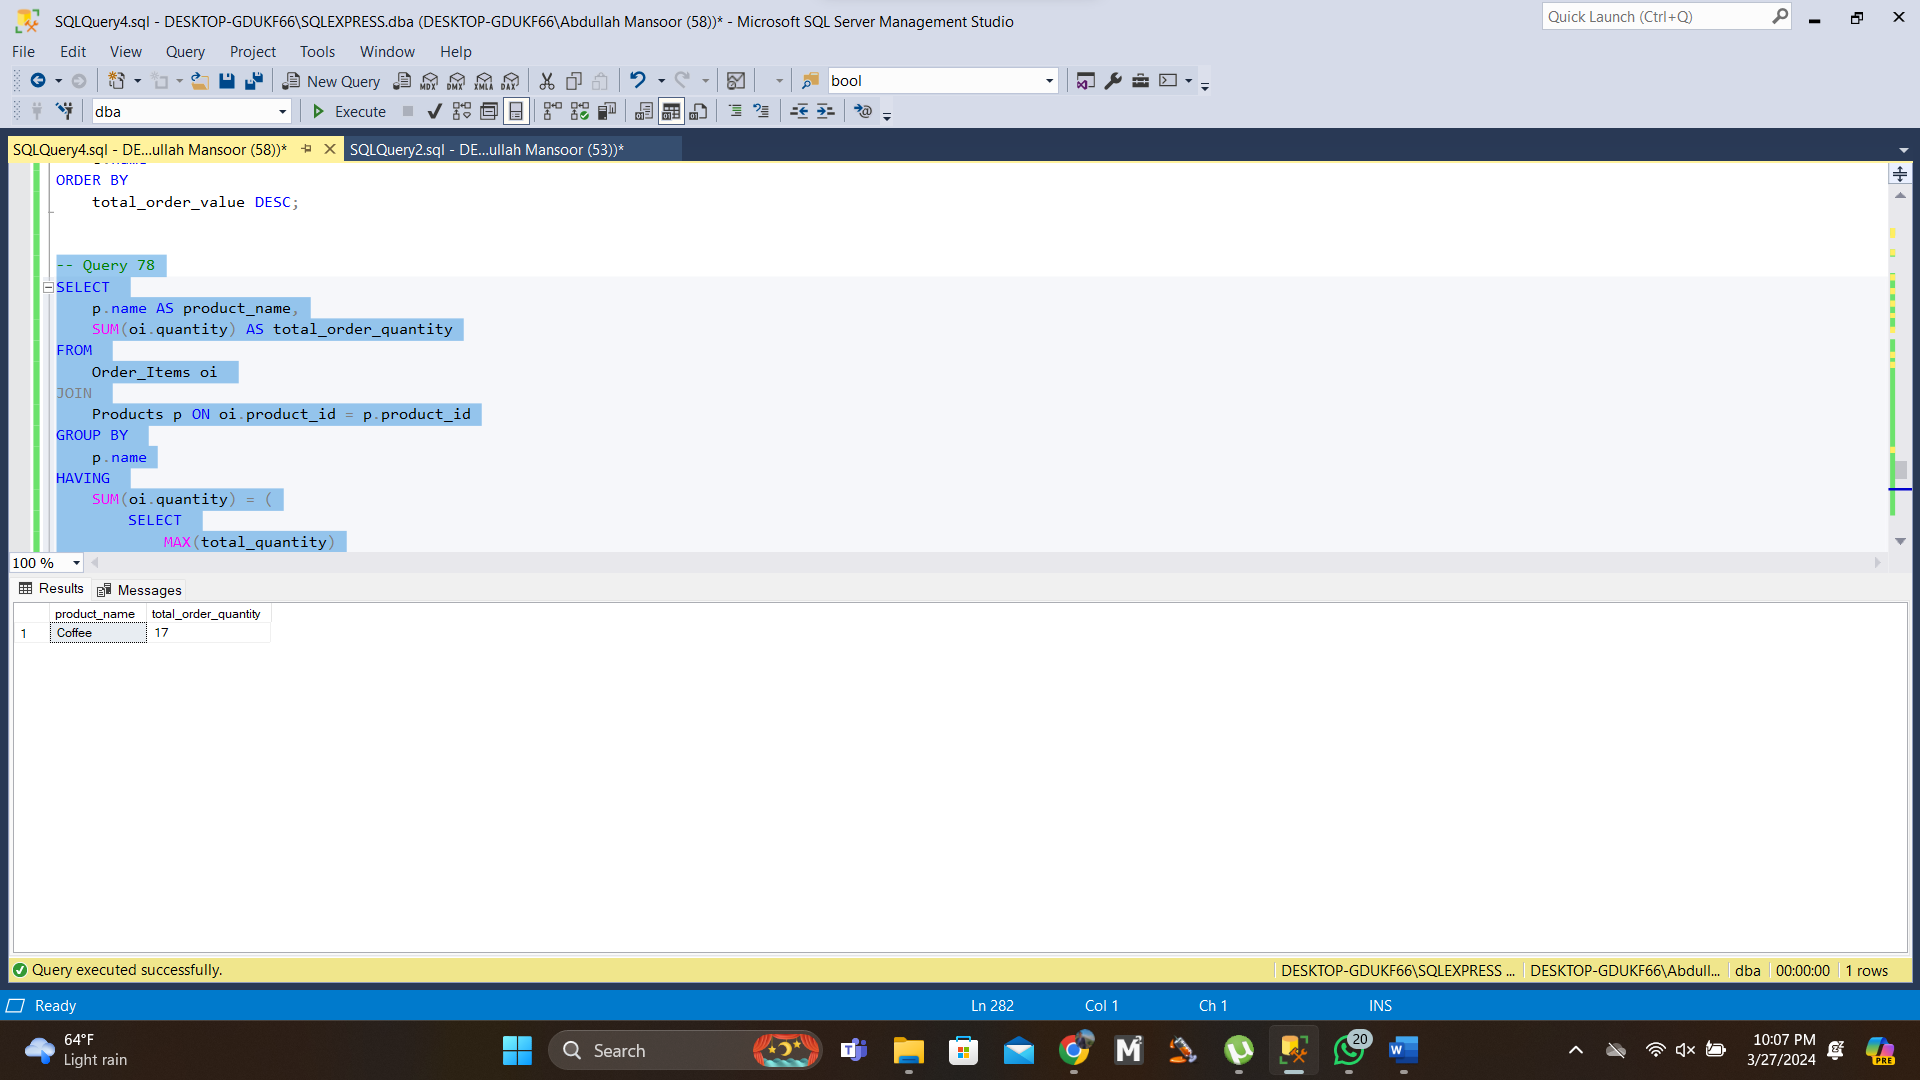 SQLQuery4.sql - DESKTOP-GDUKF66\SQLEXPRESS.dba (DESKTOP-GDUKF66\Abdullah Mansoor (58))* - Microsoft SQL Server Management Studio
Quick Launch (Ctrl+Q)
File Edit View Query Project Tools Window Help
New Query MDX DMX XMLA DAX bool
dba Execute
SQLQuery4.sql - DE...ullah Mansoor (58))* SQLQuery2.sql - DE...ullah Mansoor (53))*
ORDER BY
total_order_value DESC;
-- Query 78
SELECT
p.name AS product_name,
SUM(oi.quantity) AS total_order_quantity
FROM
Order_Items oi
JOIN
Products p ON oi.product_id = p.product_id
GROUP BY
p.name
HAVING
SUM(oi.quantity) = (
SELECT
MAX(total_quantity)
100 %
Results Messages
product_name total_order_quantity
1 Coffee 17
Query executed successfully. DESKTOP-GDUKF66\SQLEXPRESS ... DESKTOP-GDUKF66\Abdull... dba 00:00:00 1 rows
Ready Ln 282 Col 1 Ch 1 INS
64°F
Light rain
Search
20
10:07 PM
3/27/2024
PRE